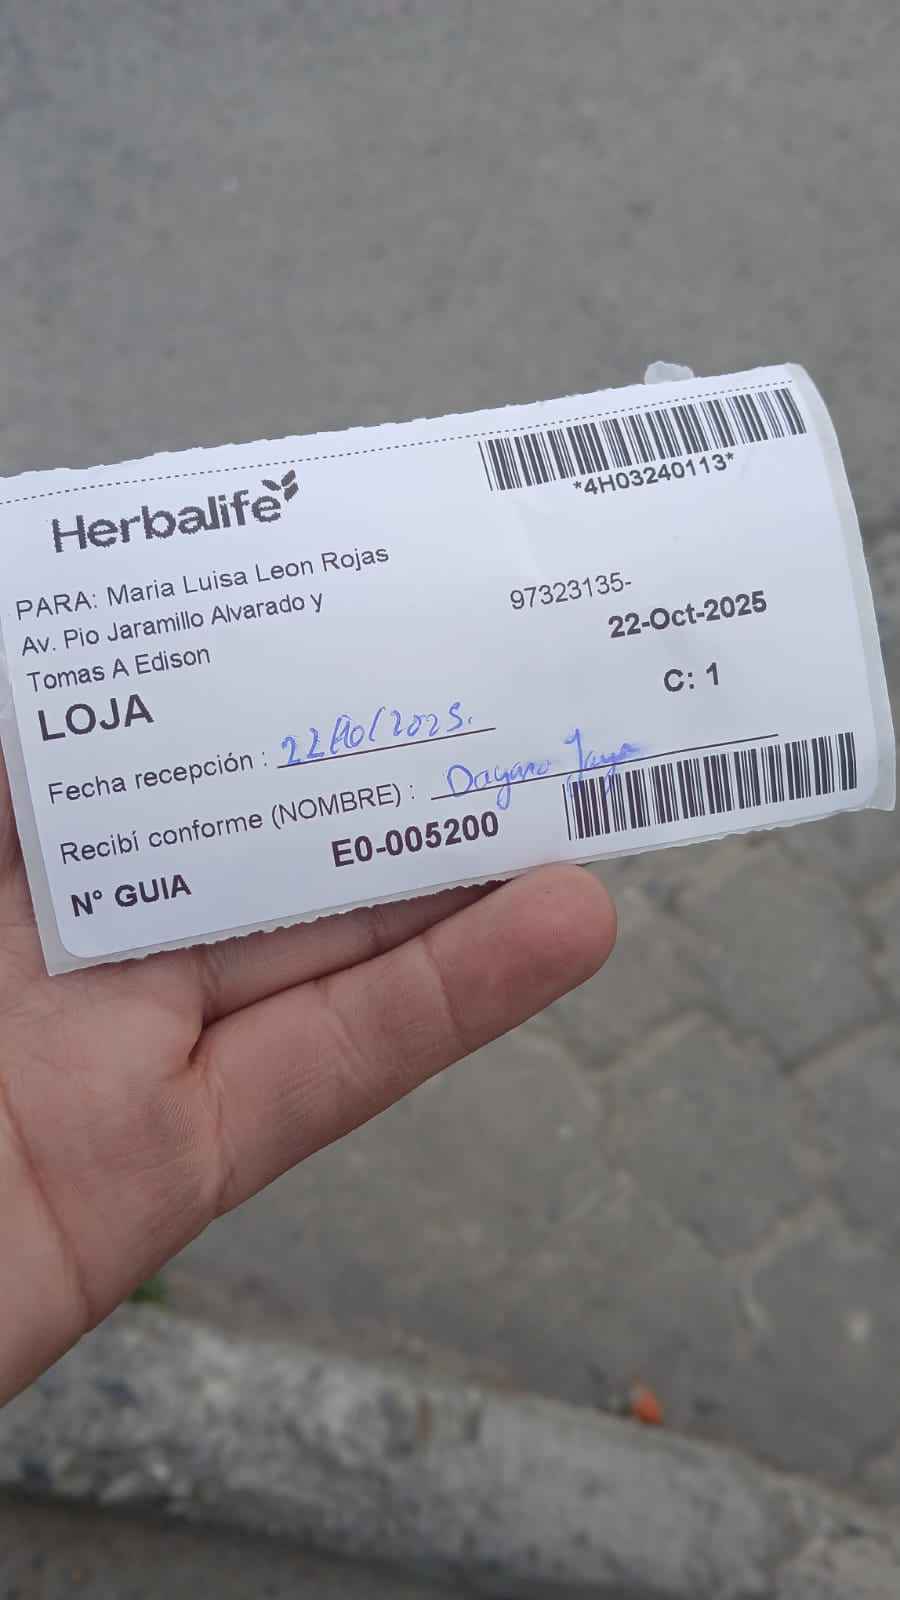 Herbalife
*4H03240113*
PARA: Maria Luisa Leon Rojas
Av. Pio Jaramillo Alvarado y
Tomas A Edison
97323135-
22-Oct-2025
LOJA
C: 1
Fecha recepción : 22/10/2025.
Recibí conforme (NOMBRE) :
N° GUIA
E0-005200